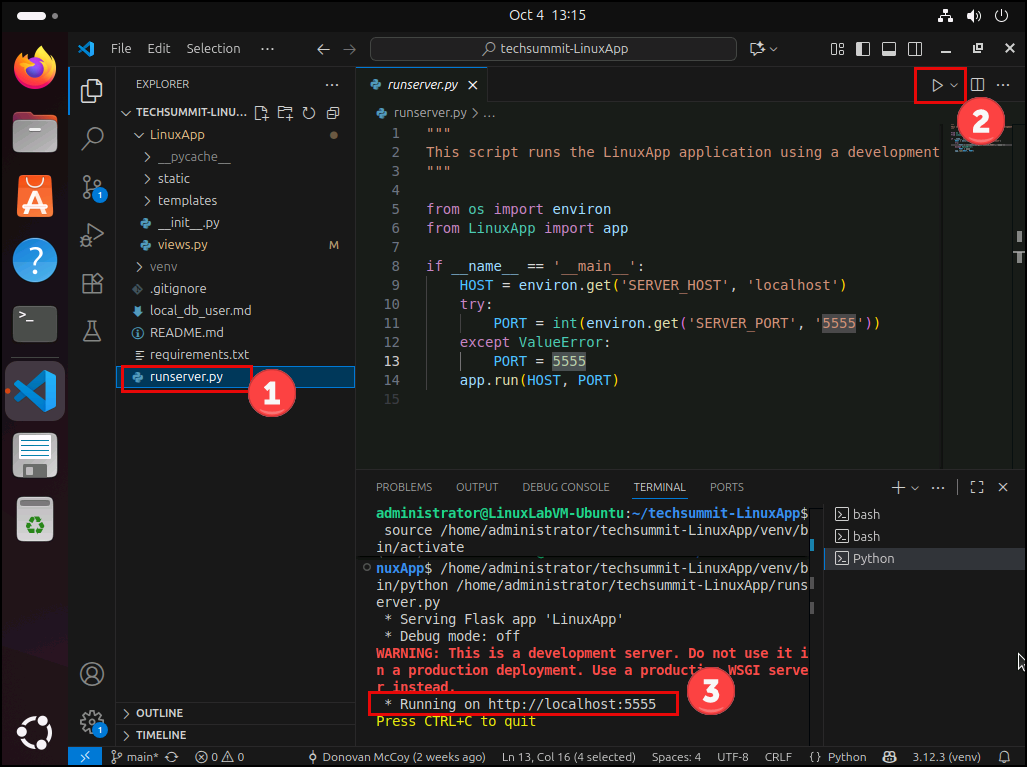 Oct 4 13:15
File Edit Selection ···
techsummit-LinuxApp
EXPLORER ···
TECHSUMMIT-LINU...
LinuxApp
__pycache__
static
templates
__init__.py
views.py M
venv
.gitignore
local_db_user.md
README.md
requirements.txt
runserver.py
1
OUTLINE
TIMELINE
1
1
runserver.py
2
runserver.py > ...
1 """
2 This script runs the LinuxApp application using a development
3 """
4
5 from os import environ
6 from LinuxApp import app
7
8 if __name__ == '__main__':
9 HOST = environ.get('SERVER_HOST', 'localhost')
10 try:
11 PORT = int(environ.get('SERVER_PORT', '5555'))
12 except ValueError:
13 PORT = 5555
14 app.run(HOST, PORT)
15
PROBLEMS OUTPUT DEBUG CONSOLE TERMINAL PORTS
administrator@LinuxLabVM-Ubuntu:~/techsummit-LinuxApp$
source /home/administrator/techsummit-LinuxApp/venv/b
in/activate
nuxApp$ /home/administrator/techsummit-LinuxApp/venv/b
in/python /home/administrator/techsummit-LinuxApp/runs
erver.py
* Serving Flask app 'LinuxApp'
* Debug mode: off
WARNING: This is a development server. Do not use it i
n a production deployment. Use a production WSGI serve
r instead.
* Running on http://localhost:5555
3
Press CTRL+C to quit
bash
bash
Python
main* 0 0 Donovan McCoy (2 weeks ago) Ln 13, Col 16 (4 selected) Spaces: 4 UTF-8 CRLF {} Python 3.12.3 (venv)